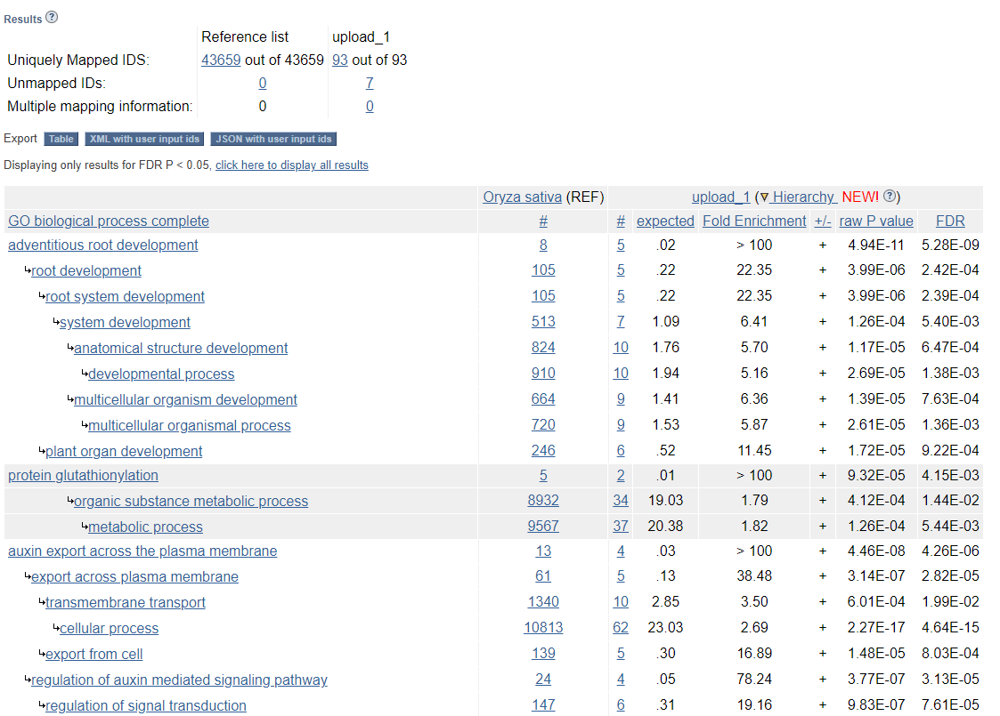 Results ?
Reference list upload_1
Uniquely Mapped IDS: 43659 out of 43659 93 out of 93
Unmapped IDs: 0 7
Multiple mapping information: 0 0
Export Table XML with user input ids JSON with user input ids
Displaying only results for FDR P < 0.05, click here to display all results
Oryza sativa (REF) upload_1 (▼ Hierarchy NEW! ?)
GO biological process complete # # expected Fold Enrichment +/- raw P value FDR
adventitious root development 8 5 .02 > 100 + 4.94E-11 5.28E-09
↳root development 105 5 .22 22.35 + 3.99E-06 2.42E-04
↳root system development 105 5 .22 22.35 + 3.99E-06 2.39E-04
↳system development 513 7 1.09 6.41 + 1.26E-04 5.40E-03
↳anatomical structure development 824 10 1.76 5.70 + 1.17E-05 6.47E-04
↳developmental process 910 10 1.94 5.16 + 2.69E-05 1.38E-03
↳multicellular organism development 664 9 1.41 6.36 + 1.39E-05 7.63E-04
↳multicellular organismal process 720 9 1.53 5.87 + 2.61E-05 1.36E-03
↳plant organ development 246 6 .52 11.45 + 1.72E-05 9.22E-04
protein glutathionylation 5 2 .01 > 100 + 9.32E-05 4.15E-03
↳organic substance metabolic process 8932 34 19.03 1.79 + 4.12E-04 1.44E-02
↳metabolic process 9567 37 20.38 1.82 + 1.26E-04 5.44E-03
auxin export across the plasma membrane 13 4 .03 > 100 + 4.46E-08 4.26E-06
↳export across plasma membrane 61 5 .13 38.48 + 3.14E-07 2.82E-05
↳transmembrane transport 1340 10 2.85 3.50 + 6.01E-04 1.99E-02
↳cellular process 10813 62 23.03 2.69 + 2.27E-17 4.64E-15
↳export from cell 139 5 .30 16.89 + 1.48E-05 8.03E-04
↳regulation of auxin mediated signaling pathway 24 4 .05 78.24 + 3.77E-07 3.13E-05
↳regulation of signal transduction 147 6 .31 19.16 + 9.83E-07 7.61E-05